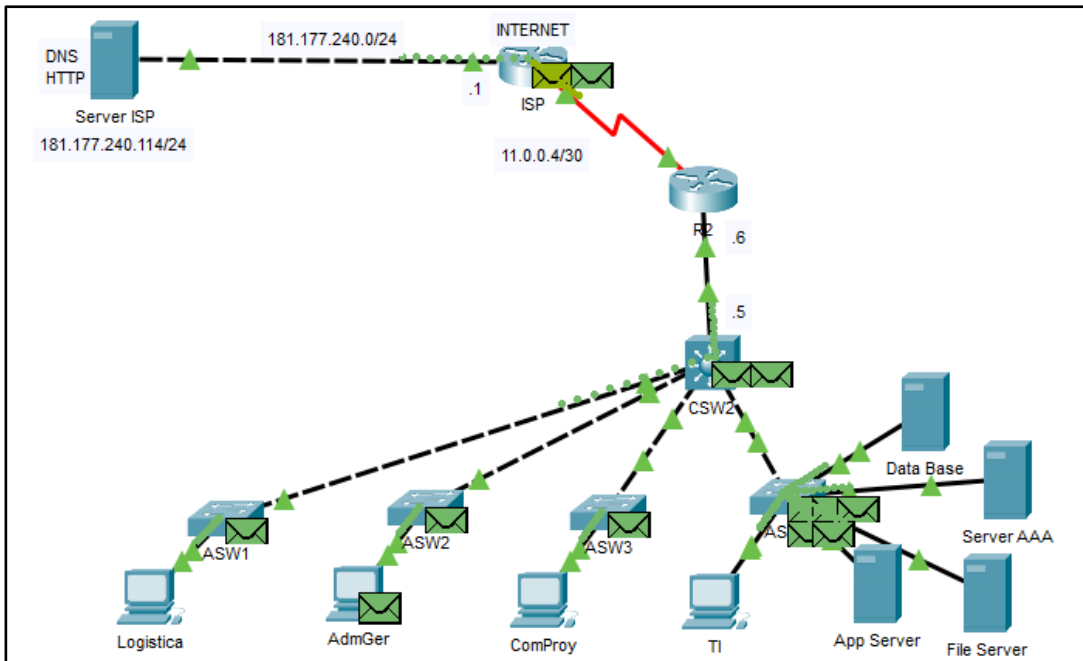 INTERNET
181.177.240.0/24
DNS
HTTP
.1
ISP
Server ISP
181.177.240.114/24
11.0.0.4/30
R2
.6
.5
CSW2
Data Base
Server AAA
ASW1
ASW2
ASW3
Logistica
AdmGer
ComProy
TI
App Server
File Server